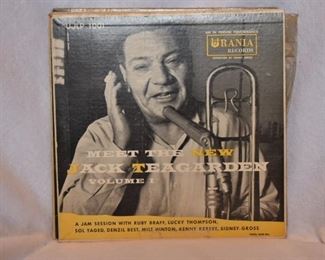 U.R.L.P. 1001
URANIA
RECORDS
MEET THE NEW
JACK TEAGARDEN
VOLUME I
A JAM SESSION WITH RUBY BRAFF, LUCKY THOMPSON,
SOL YAGED, DENZIL BEST, MILT HINTON, KENNY KERSEY, SIDNEY GROSS